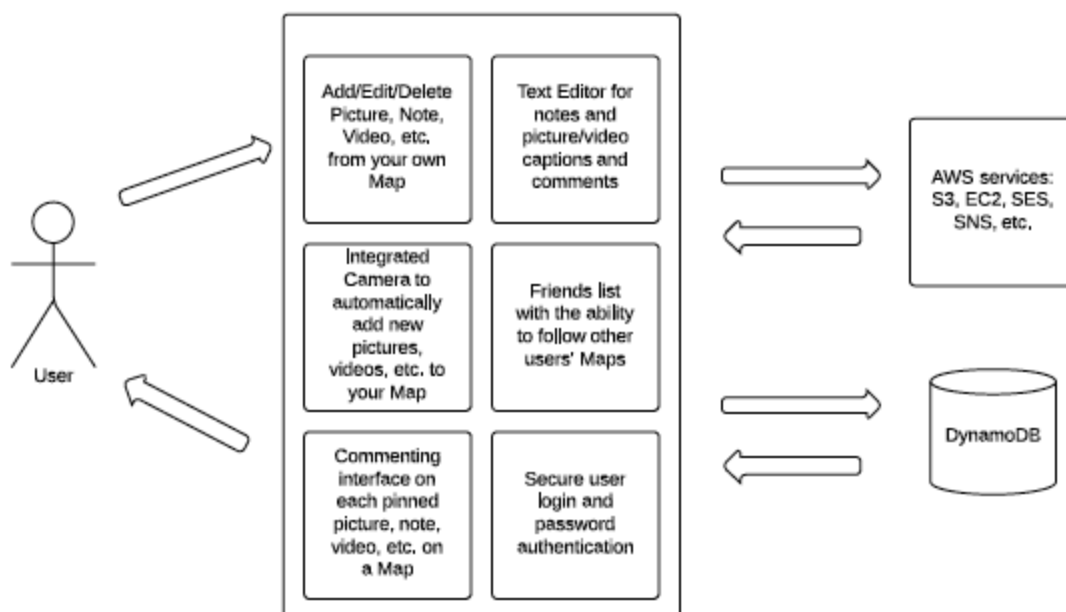 Add/Edit/Delete
Picture, Note,
Video, etc.
from your own
Map
Text Editor for
notes and
picture/video
captions and
comments
AWS services:
S3, EC2, SES,
SNS, etc.
User
Integrated
Camera to
automatically
add new
pictures,
videos, etc. to
your Map
Friends list
with the ability
to follow other
users' Maps
Commenting
interface on
each pinned
picture, note,
video, etc. on
a Map
Secure user
login and
password
authentication
DynamoDB